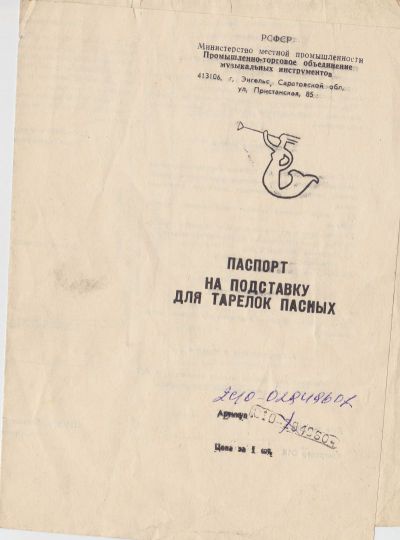 РСФСР
Министерство местной промышленности
Промышленно-торговое объединение
музыкальных инструментов
413106, г. Энгельс, Саратовской обл.
ул. Пристанская, 85
ПАСПОРТ
НА ПОДСТАВКУ
ДЛЯ ТАРЕЛОК ПАСНЫХ
Артикул
Цена за 1 шт.